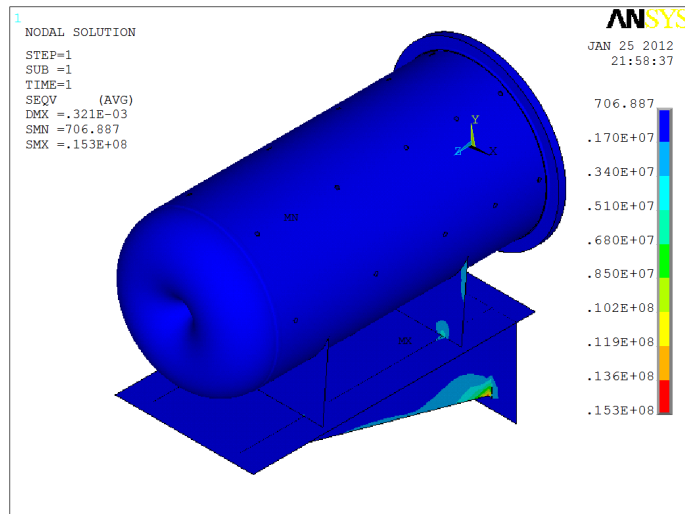 1
NODAL SOLUTION
STEP=1
SUB =1
TIME=1
SEQV (AVG)
DMX =.321E-03
SMN =706.887
SMX =.153E+08
ANSYS
JAN 25 2012
21:58:37
706.887
.170E+07
.340E+07
.510E+07
.680E+07
.850E+07
.102E+08
.119E+08
.136E+08
.153E+08
Y
Z X
MN
MX